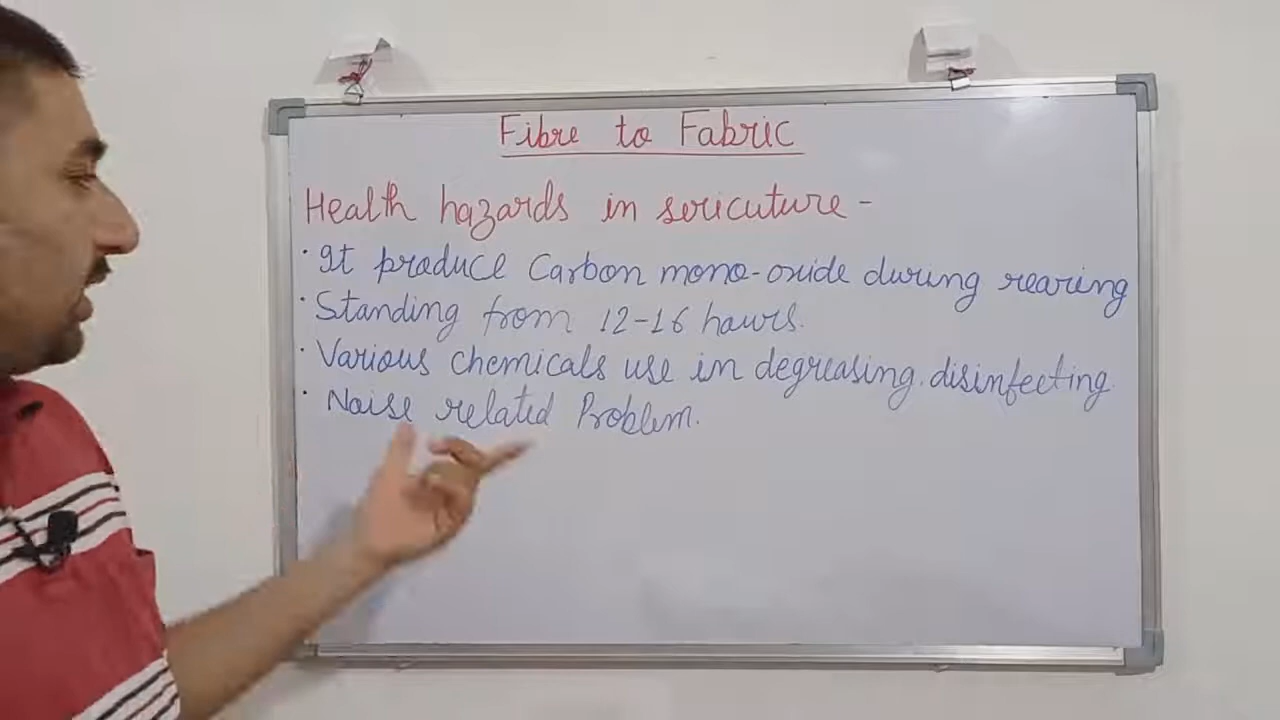 Fibre to Fabric
Health hazards in sericuture -
· It produce Carbon mono-oxide during rearing
· Standing from 12-16 hours.
· Various chemicals use in degreasing, disinfecting.
· Noise related Problem.